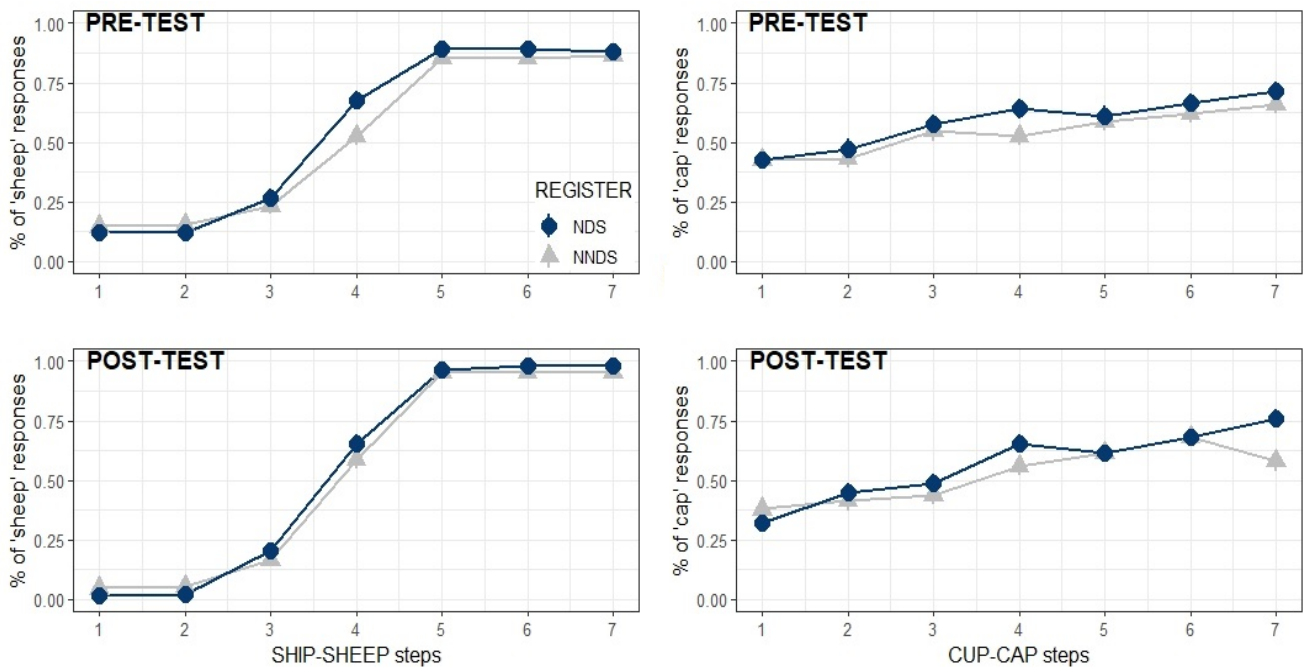 PRE-TEST
% of 'sheep' responses
1.00
0.75
0.50
0.25
0.00
REGISTER
NDS
NNDS
1 2 3 4 5 6 7
PRE-TEST
% of 'cap' responses
1.00
0.75
0.50
0.25
0.00
1 2 3 4 5 6 7
POST-TEST
% of 'sheep' responses
1.00
0.75
0.50
0.25
0.00
1 2 3 4 5 6 7
SHIP-SHEEP steps
POST-TEST
% of 'cap' responses
1.00
0.75
0.50
0.25
0.00
1 2 3 4 5 6 7
CUP-CAP steps